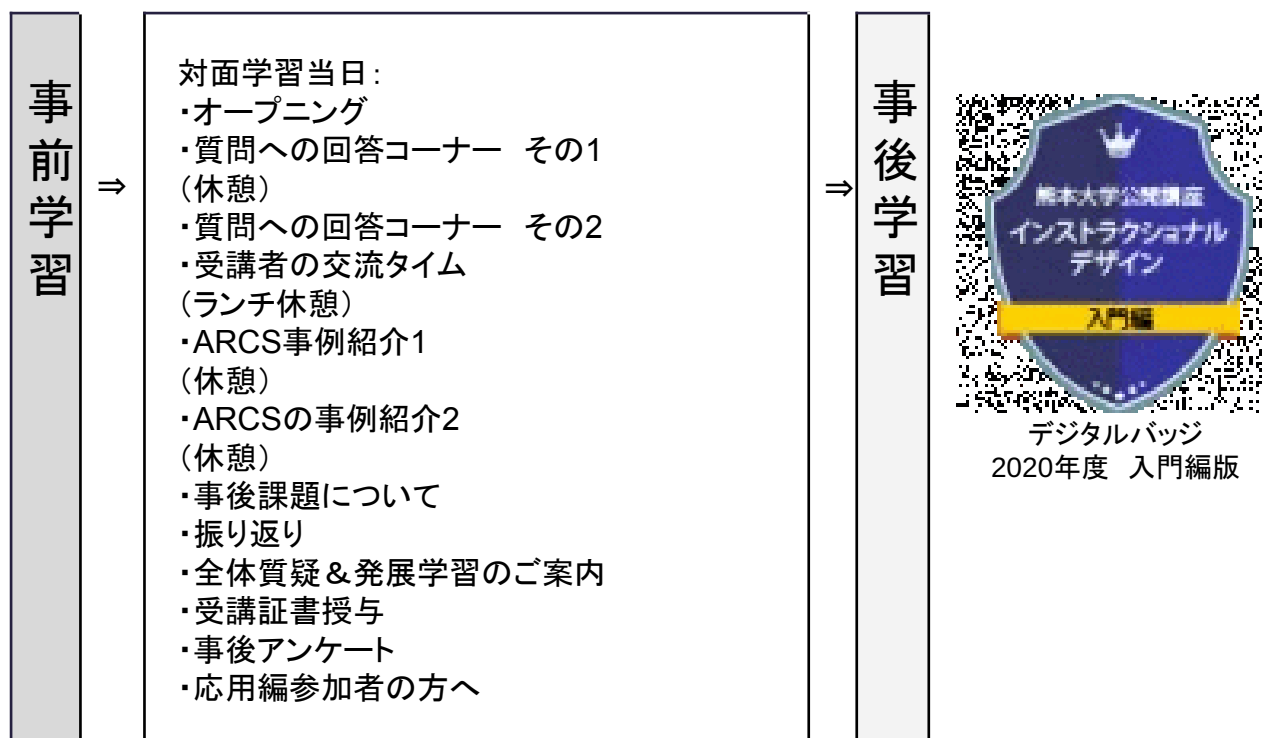 事前学習
⇒
対面学習当日：
・オープニング
・質問への回答コーナー　その1
（休憩）
・質問への回答コーナー　その2
・受講者の交流タイム
（ランチ休憩）
・ARCS事例紹介1
（休憩）
・ARCSの事例紹介2
（休憩）
・事後課題について
・振り返り
・全体質疑＆発展学習のご案内
・受講証書授与
・事後アンケート
・応用編参加者の方へ
⇒
事後学習
熊本大学公開講座
インストラクショナル
デザイン
入門編
デジタルバッジ
2020年度　入門編版